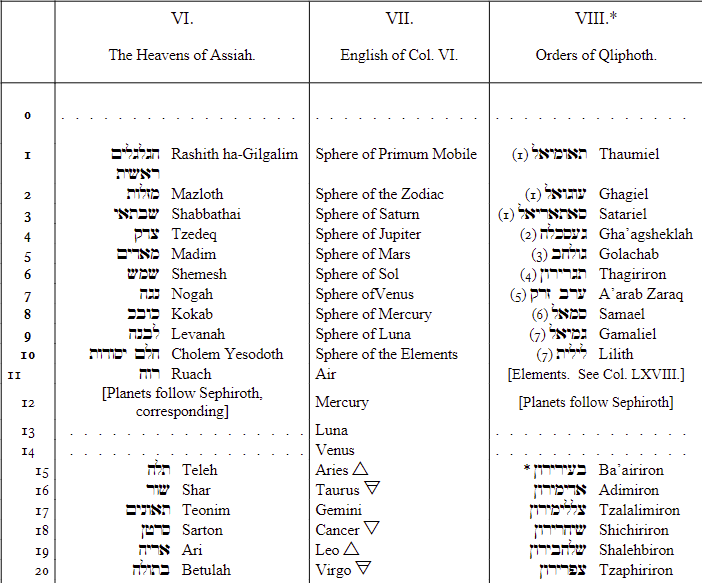 VI. VII. VIII.*
The Heavens of Assiah. English of Col. VI. Orders of Qliphoth.
0 . . . . . . . . . . . . . . . . . . . . . . . . . . . . . . . . . . . . . . . .
1 הגלגלים Rashith ha-Gilgalim Sphere of Primum Mobile (1) תאומיאל Thaumiel
ראשית
2 מזלות Mazloth Sphere of the Zodiac (1) עוגואל Ghagiel
3 שבתאי Shabbathai Sphere of Saturn (1) סאתאריאל Satariel
4 צדק Tzedeq Sphere of Jupiter (2) געסכלה Gha’agsheklah
5 מאדים Madim Sphere of Mars (3) גולחב Golachab
6 שמש Shemesh Sphere of Sol (4) תגרירון Thagiriron
7 נגה Nogah Sphere ofVenus (5) ערב זרק A’arab Zaraq
8 כוכב Kokab Sphere of Mercury (6) סמאל Samael
9 לבנה Levanah Sphere of Luna (7) גמיאל Gamaliel
10 חלם יסודות Cholem Yesodoth Sphere of the Elements (7) לילית Lilith
11 רוח Ruach Air [Elements. See Col. LXVIII.]
12 [Planets follow Sephiroth, corresponding] Mercury [Planets follow Sephiroth]
13 . . . . . . . . . . . . . Luna . . . . . . . . . . . . . .
14 . . . . . . . . . . . . . Venus . . . . . . . . . . . . . .
15 תלה Teleh Aries △ * בעירירון Ba’airiron
16 שור Shar Taurus 🜃 אדימירון Adimiron
17 תאונים Teonim Gemini צללימירון Tzalalimiron
18 סרטן Sarton Cancer ▽ שיחרירון Shichiriron
19 אריה Ari Leo △ שלהבירון Shalehbiron
20 בתולה Betulah Virgo 🜃 צפרירון Tzaphiriron